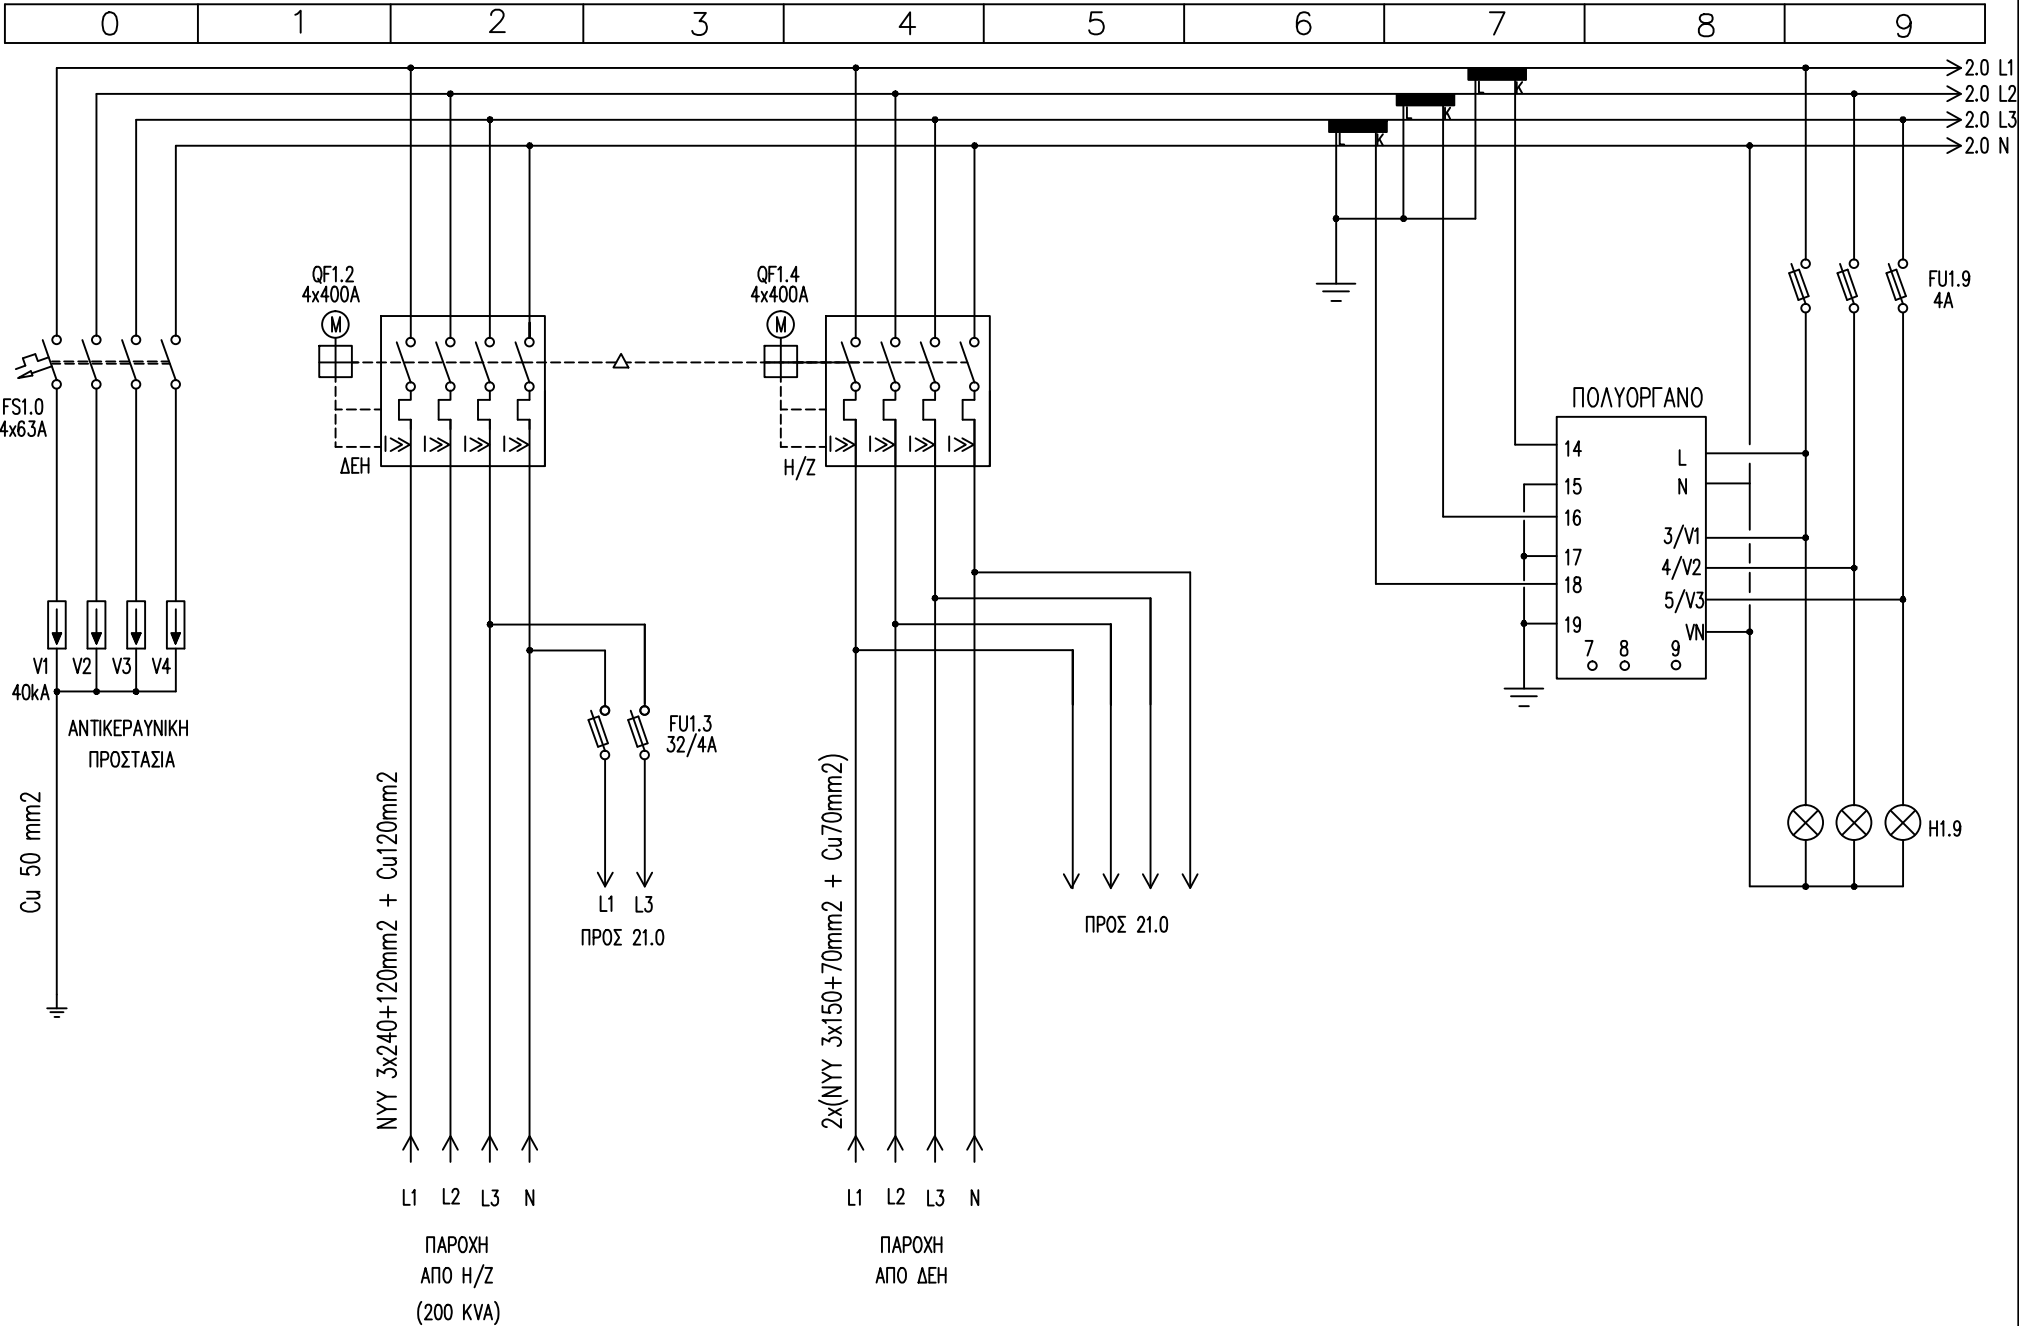 0 1 2 3 4 5 6 7 8 9
2.0 L1
2.0 L2
2.0 L3
2.0 N
L K
L K
L K
QF1.2
4x400A
M
QF1.4
4x400A
M
FU1.9
4A
FS1.0
4x63A
I≫ I≫ I≫ I≫
ΔΕΗ
I≫ I≫ I≫ I≫
Η/Ζ
ΠΟΛΥΟΡΓΑΝΟ
14
15
16
17
18
19
L
N
3/V1
4/V2
5/V3
VN
7 8 9
V1 V2 V3 V4
40kA
ΑΝΤΙΚΕΡΑΥΝΙΚΗ
ΠΡΟΣΤΑΣΙΑ
Cu 50 mm2
FU1.3
32/4A
L1 L3
ΠΡΟΣ 21.0
ΠΡΟΣ 21.0
H1.9
NYY 3x240+120mm2 + Cu120mm2
2x(NYY 3x150+70mm2 + Cu70mm2)
L1 L2 L3 N
ΠΑΡΟΧΗ
ΑΠΟ Η/Ζ
(200 KVA)
L1 L2 L3 N
ΠΑΡΟΧΗ
ΑΠΟ ΔΕΗ